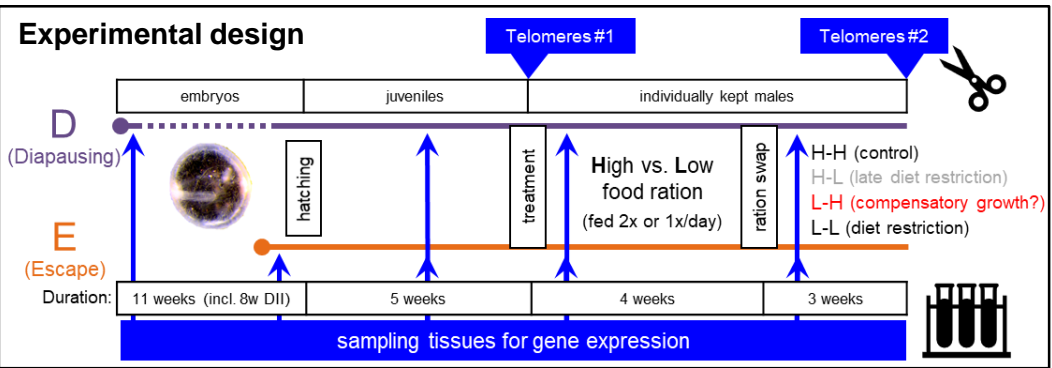 Experimental design
Telomeres #1
Telomeres #2
embryos
juveniles
individually kept males
D
(Diapausing)
hatching
treatment
High vs. Low
food ration
(fed 2x or 1x/day)
ration swap
H-H (control)
H-L (late diet restriction)
L-H (compensatory growth?)
L-L (diet restriction)
E
(Escape)
Duration:
11 weeks (incl. 8w DII)
5 weeks
4 weeks
3 weeks
sampling tissues for gene expression